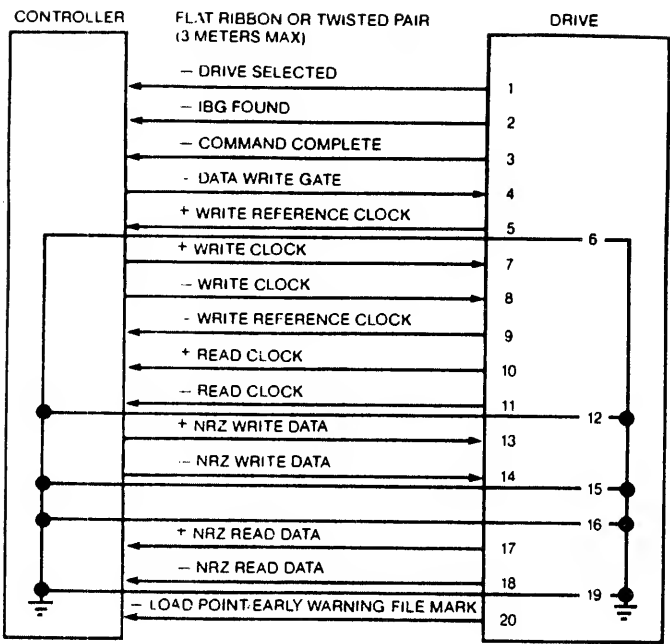 CONTROLLER
FLAT RIBBON OR TWISTED PAIR
(3 METERS MAX)
DRIVE
– DRIVE SELECTED
1
– IBG FOUND
2
– COMMAND COMPLETE
3
- DATA WRITE GATE
4
+ WRITE REFERENCE CLOCK
5
6
+ WRITE CLOCK
7
– WRITE CLOCK
8
- WRITE REFERENCE CLOCK
9
+ READ CLOCK
10
– READ CLOCK
11
12
+ NRZ WRITE DATA
13
– NRZ WRITE DATA
14
15
16
+ NRZ READ DATA
17
– NRZ READ DATA
18
19
– LOAD POINT·EARLY WARNING FILE MARK
20